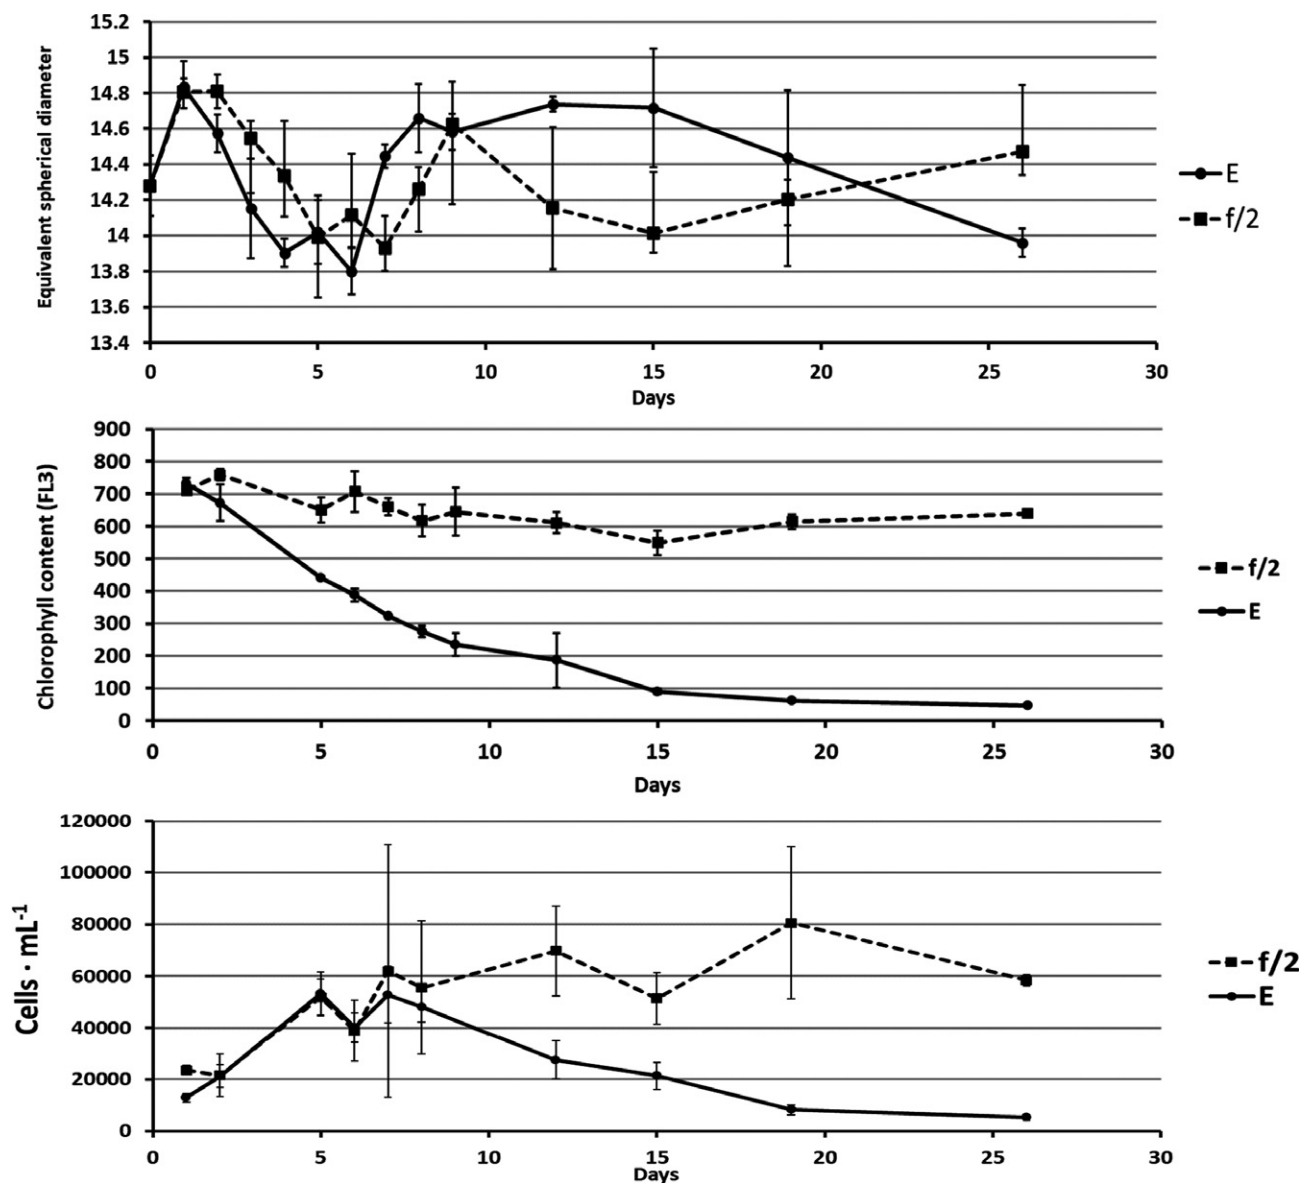 15.2
15
14.8
14.6
14.4
14.2
14
13.8
13.6
13.4
Equivalent spherical diameter
0 5 10 15 20 25 30
Days
E
f/2
900
800
700
600
500
400
300
200
100
0
Chlorophyll content (FL3)
0 5 10 15 20 25 30
Days
f/2
E
120000
100000
80000
60000
40000
20000
0
Cells · mL⁻¹
0 5 10 15 20 25 30
Days
f/2
E